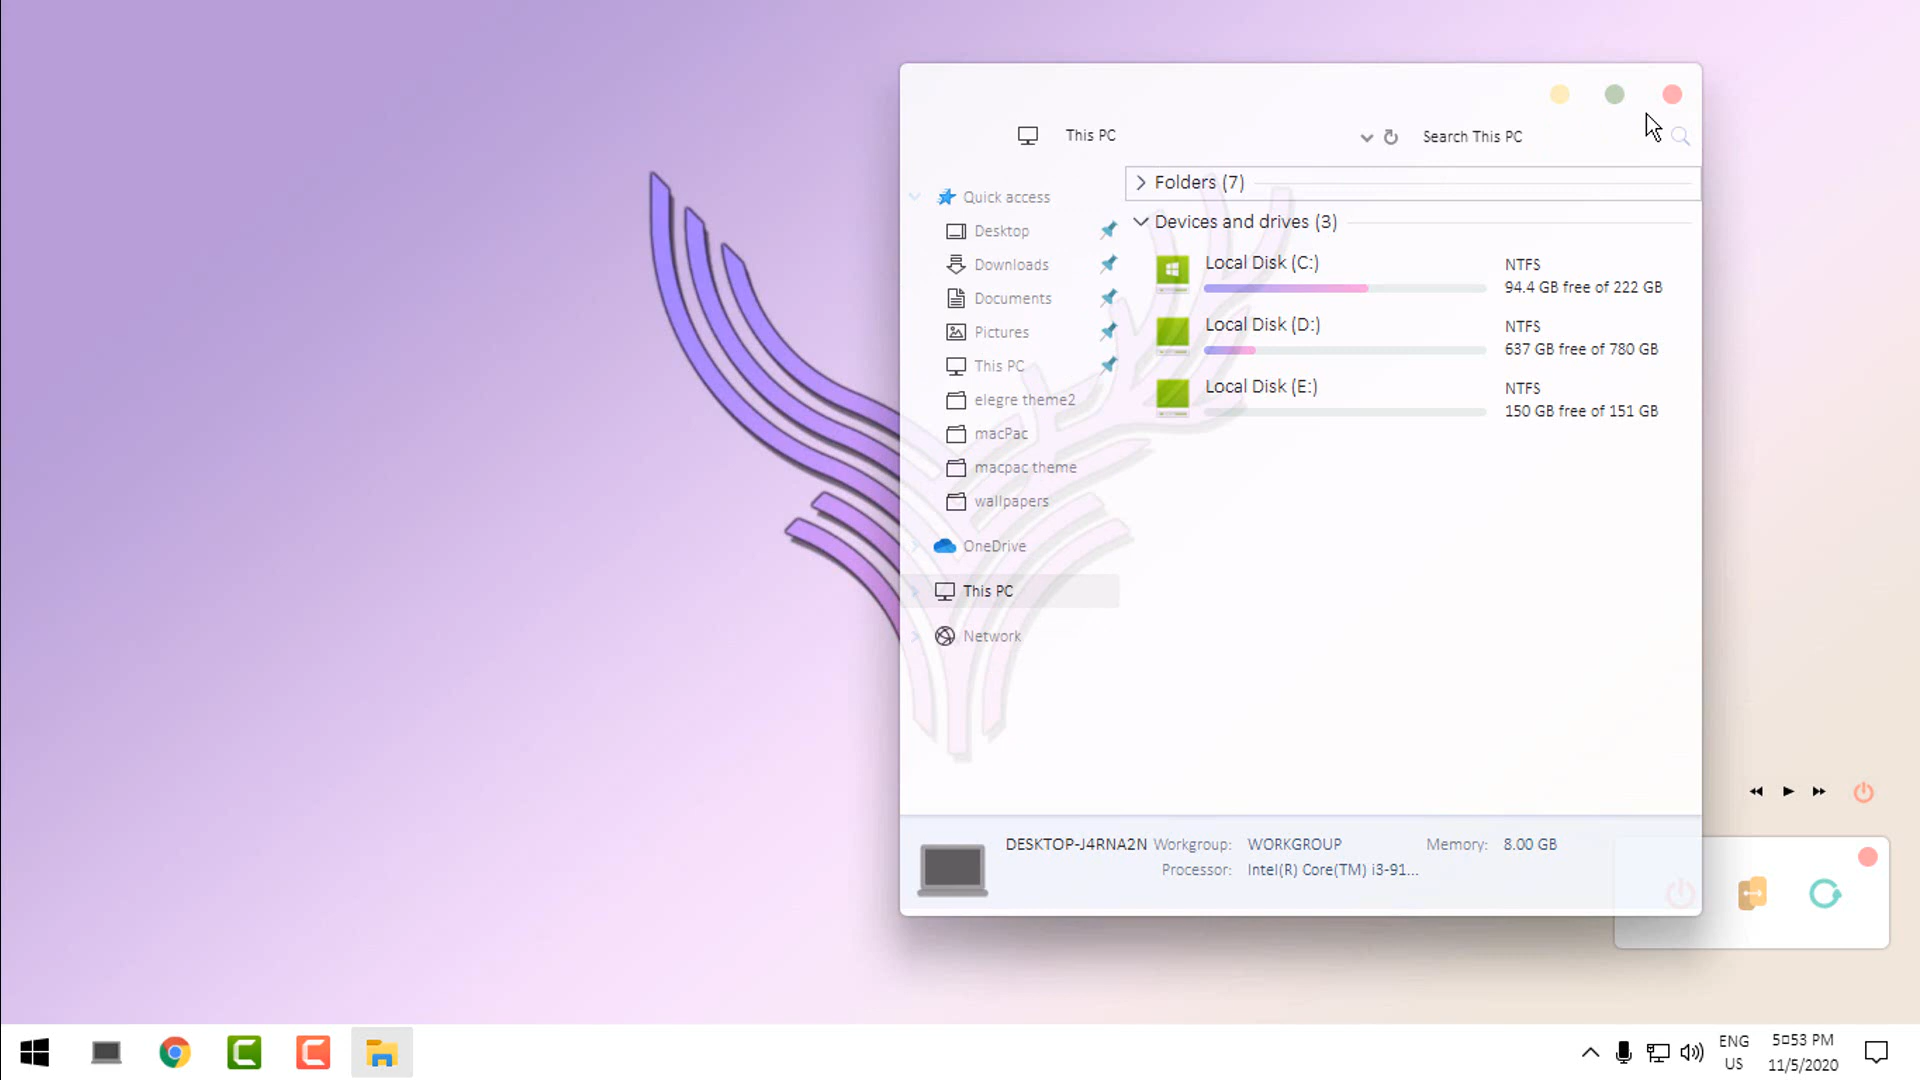 This PC
Search This PC
Quick access
Desktop
Downloads
Documents
Pictures
This PC
elegre theme2
macPac
macpac theme
wallpapers
OneDrive
This PC
Network
Folders (7)
Devices and drives (3)
Local Disk (C:)
NTFS
94.4 GB free of 222 GB
Local Disk (D:)
NTFS
637 GB free of 780 GB
Local Disk (E:)
NTFS
150 GB free of 151 GB
DESKTOP-J4RNA2N Workgroup: WORKGROUP Memory: 8.00 GB
Processor: Intel(R) Core(TM) i3-91...
ENG
US
5□53 PM
11/5/2020